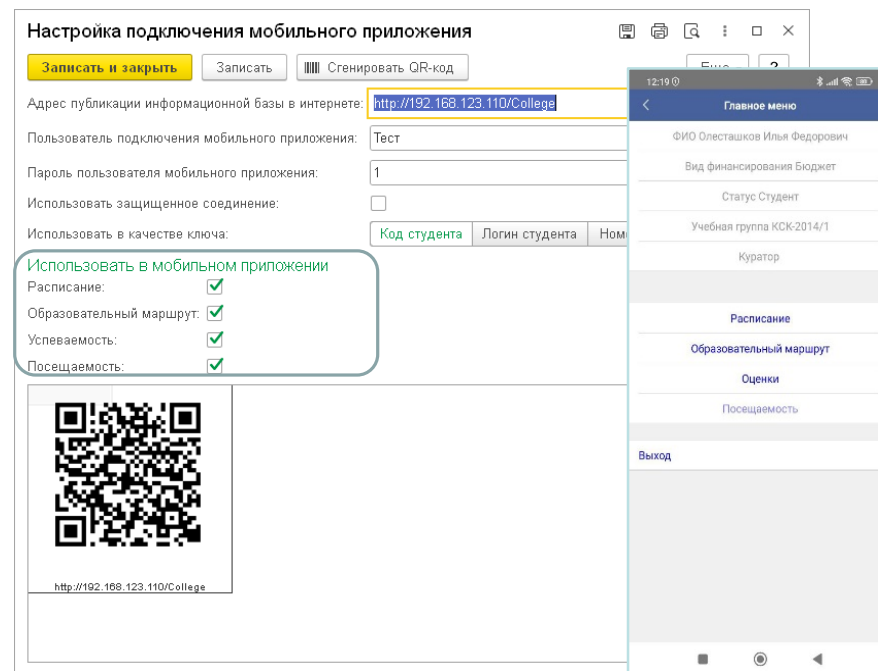 Настройка подключения мобильного приложения
Записать и закрыть
Записать
Сгенировать QR-код
?
Адрес публикации информационной базы в интернете:
http://192.168.123.110/College
Пользователь подключения мобильного приложения:
Тест
Пароль пользователя мобильного приложения:
1
Использовать защищенное соединение:
Использовать в качестве ключа:
Код студента
Логин студента
Использовать в мобильном приложении
Расписание:
Образовательный маршрут:
Успеваемость:
Посещаемость:
http://192.168.123.110/College
12:19
Главное меню
ФИО Олесташков Илья Федорович
Вид финансирования Бюджет
Статус Студент
Учебная группа КСК-2014/1
Куратор
Расписание
Образовательный маршрут
Оценки
Посещаемость
Выход